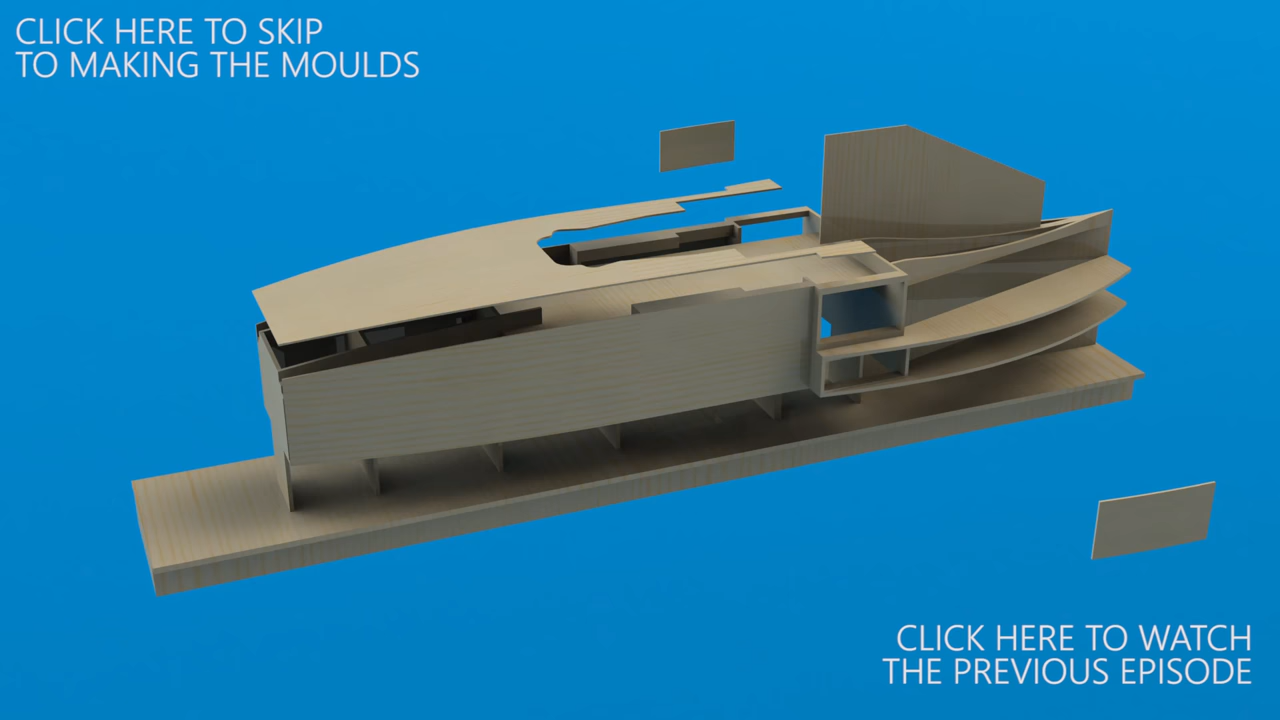 CLICK HERE TO SKIP
TO MAKING THE MOULDS
CLICK HERE TO WATCH
THE PREVIOUS EPISODE